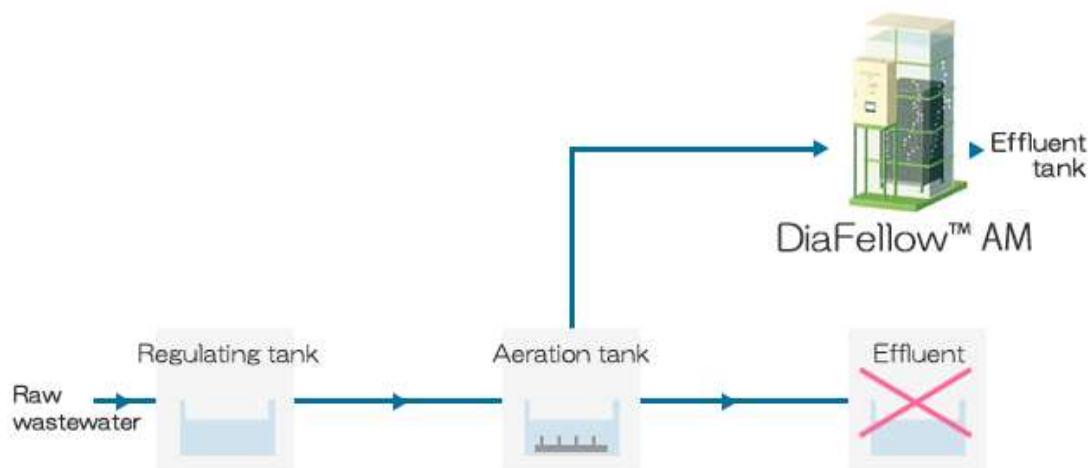 Effluent
tank
DiaFellow™ AM
Regulating tank
Aeration tank
Effluent
Raw
wastewater